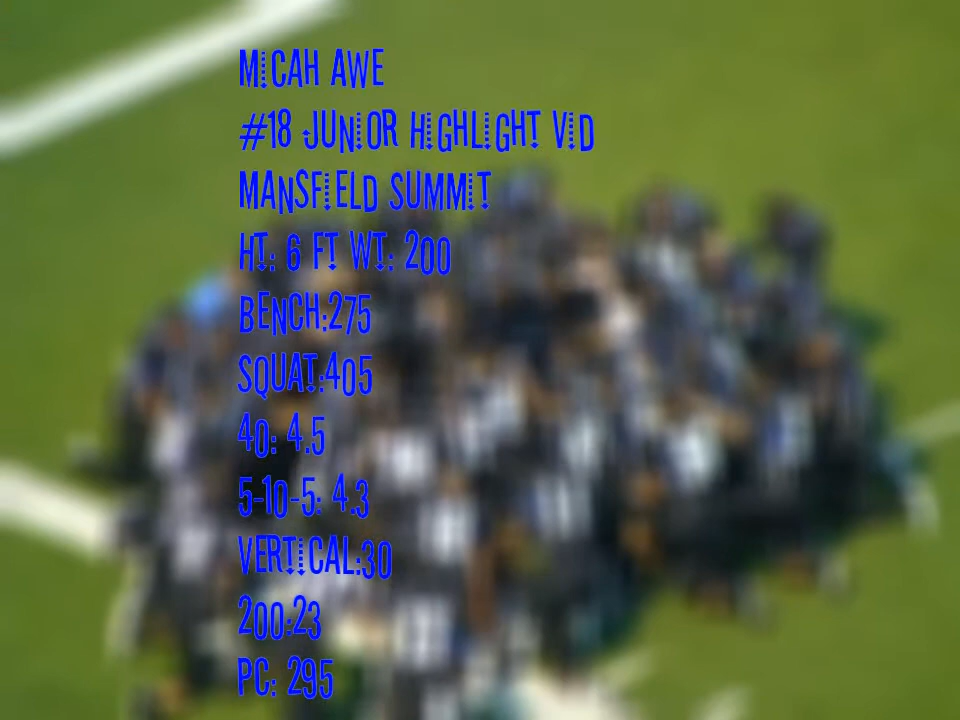 MICAH AWE
#18 JUNIOR HIGHLIGHT VID
MANSFIELD SUMMIT
HT: 6 FT WT: 200
BENCH:275
SQUAT:405
40: 4.5
5-10-5: 4.3
VERTICAL:30
200:23
PC: 295